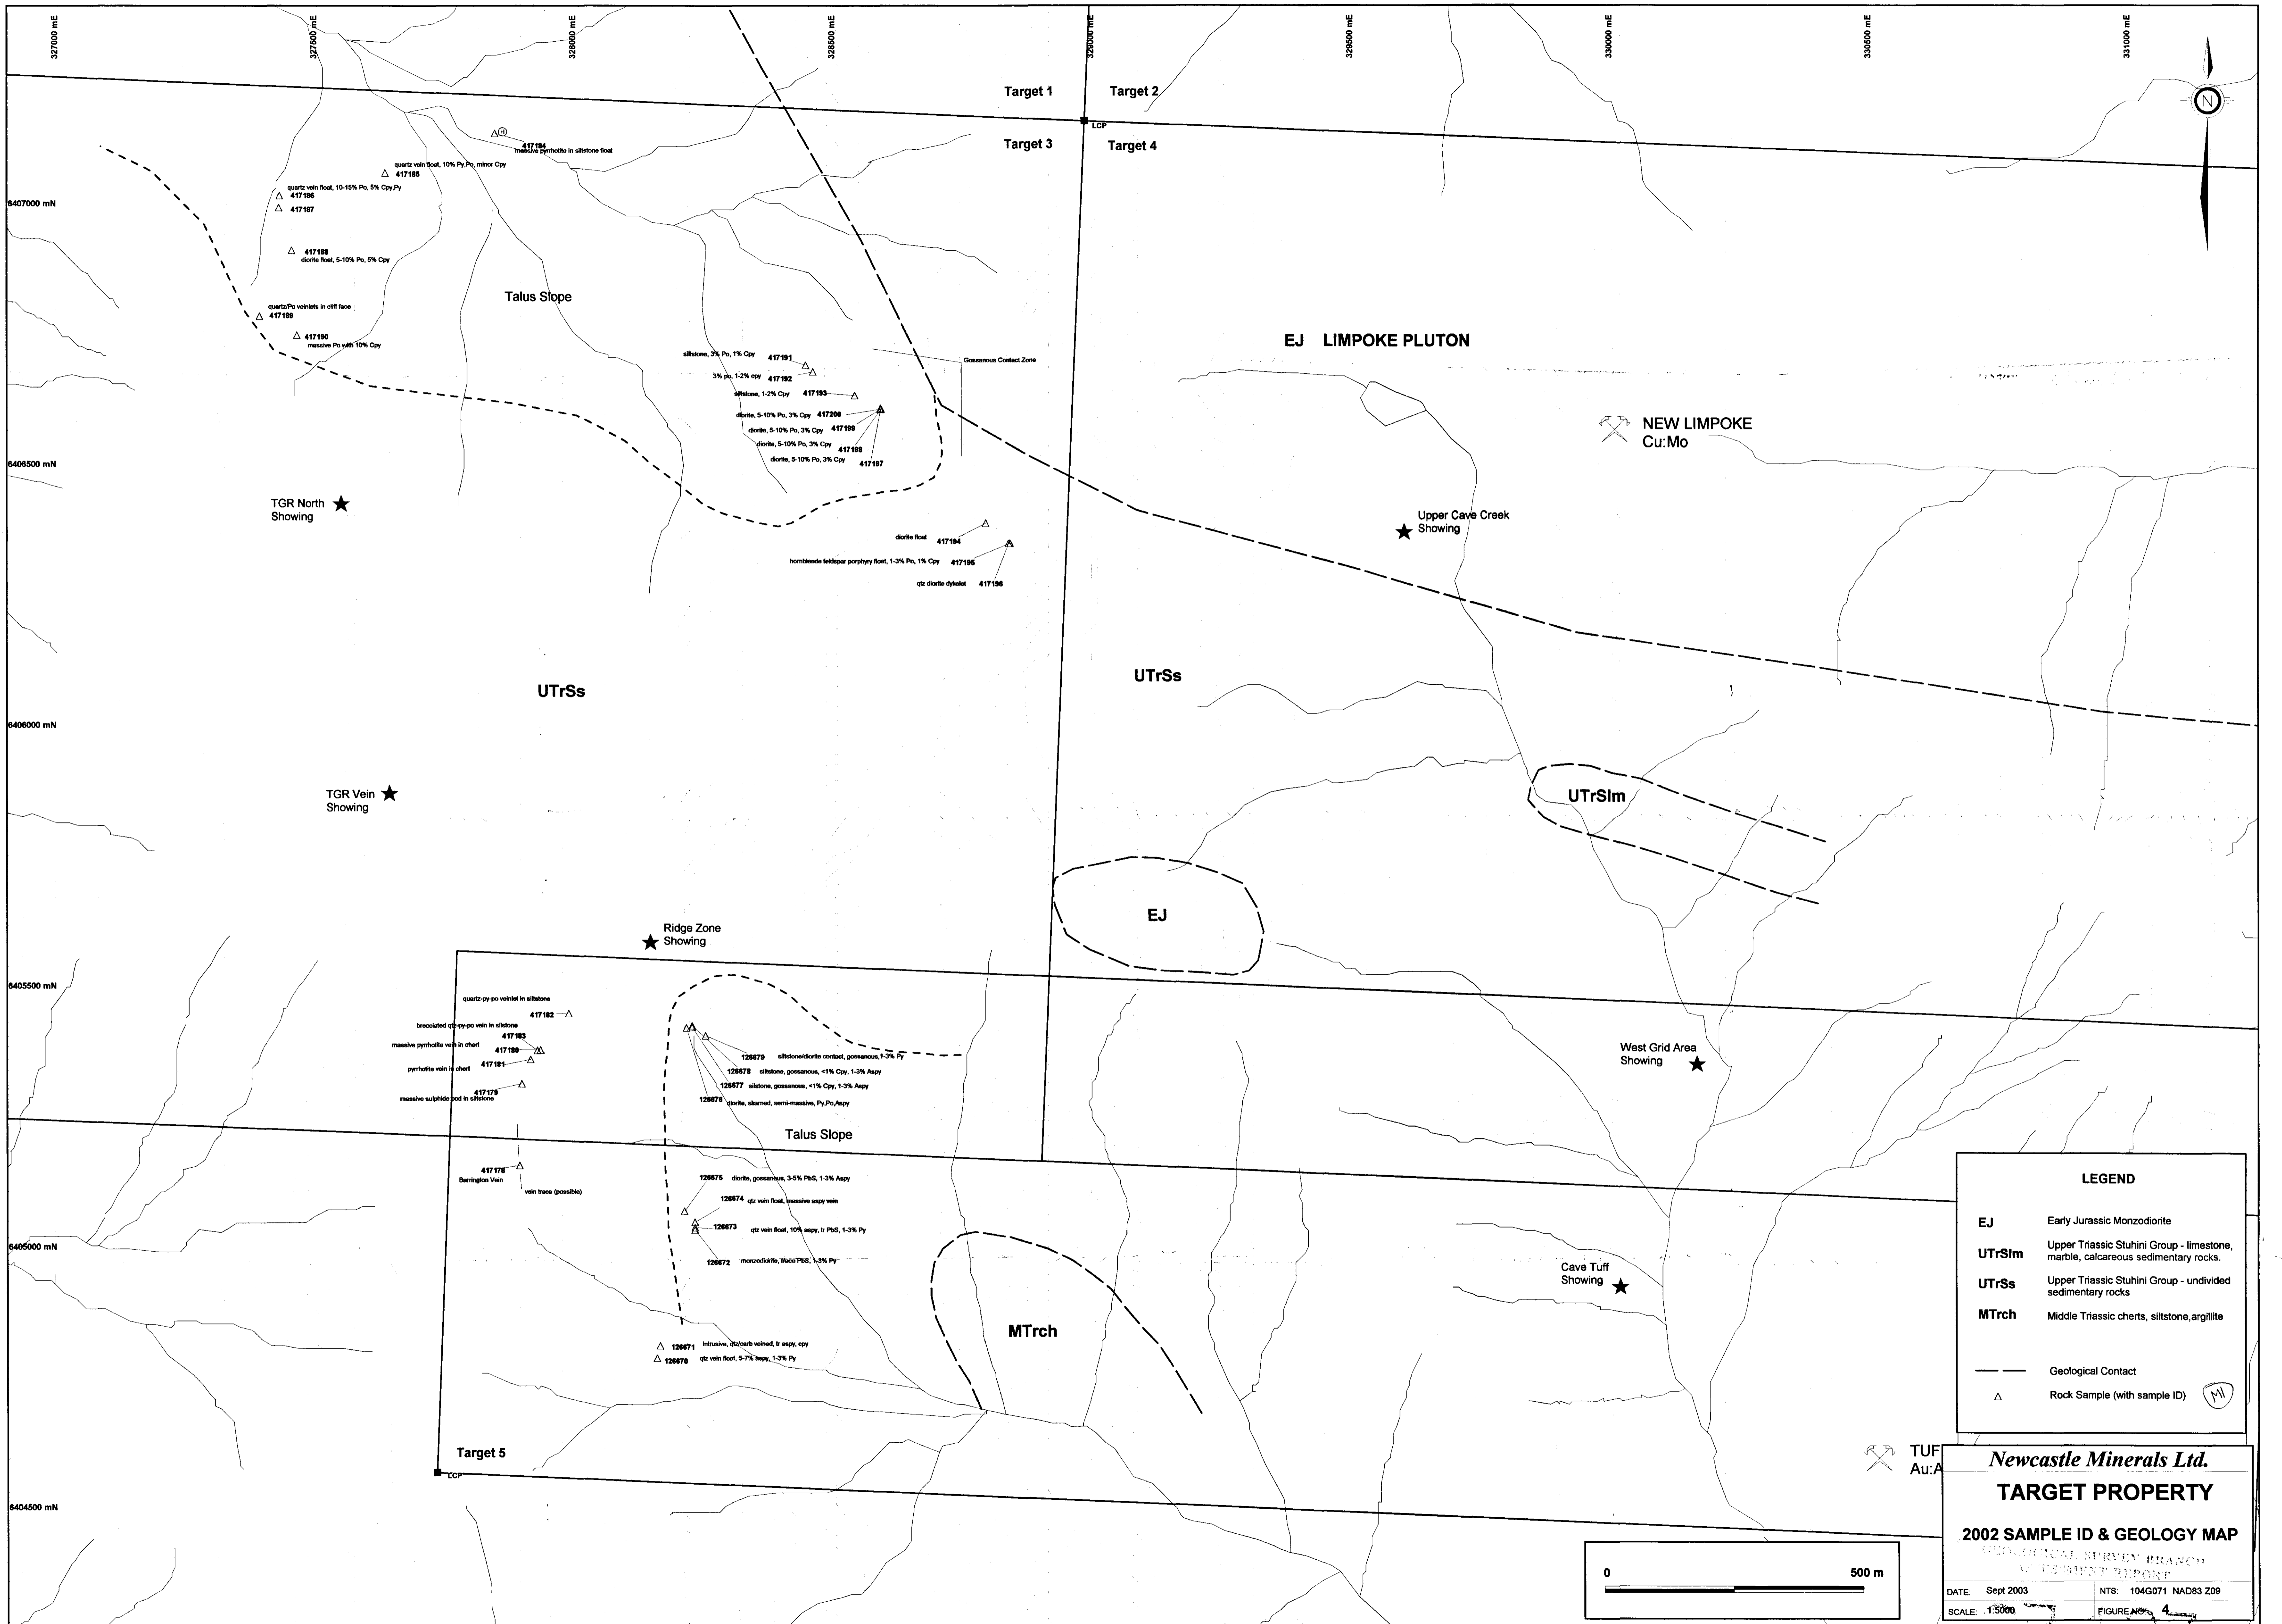 327000 mE
327500 mE
328000 mE
328500 mE
329000 mE
329500 mE
330000 mE
330500 mE
331000 mE
N
Target 1
Target 2
LCP
Target 3
Target 4
H
417184
massive pyrrhotite in siltstone float
quartz vein float, 10% Py,Po, minor Cpy
417185
quartz vein float, 10-15% Po, 5% Cpy,Py
417186
417187
6407000 mN
417188
diorite float, 5-10% Po, 5% Cpy
Talus Slope
quartz/Po veinlets in cliff face
417189
417190
massive Po with 10% Cpy
EJ LIMPOKE PLUTON
siltstone, 3% Po, 1% Cpy 417191
Gossanous Contact Zone
3% po, 1-2% cpy 417192
siltstone, 1-2% Cpy 417193
diorite, 5-10% Po, 3% Cpy 417200
diorite, 5-10% Po, 3% Cpy 417199
diorite, 5-10% Po, 3% Cpy 417198
diorite, 5-10% Po, 3% Cpy 417197
NEW LIMPOKE
Cu:Mo
6406500 mN
TGR North
Showing
Upper Cave Creek
Showing
diorite float 417194
hornblende feldspar porphyry float, 1-3% Po, 1% Cpy 417195
qtz diorite dykelet 417196
UTrSs
UTrSs
6406000 mN
TGR Vein
Showing
UTrSlm
EJ
Ridge Zone
Showing
6405500 mN
quartz-py-po veinlet in siltstone
417182
brecciated qtz-py-po vein in siltstone
417183
massive pyrrhotite vein in chert
417180
pyrrhotite vein in chert 417181
417179
massive sulphide pod in siltstone
126679 siltstone/diorite contact, gossanous,1-3% Py
126678 siltstone, gossanous, <1% Cpy, 1-3% Aspy
126677 silstone, gossanous, <1% Cpy, 1-3% Aspy
126676 diorite, skarned, semi-massive, Py,Po,Aspy
West Grid Area
Showing
Talus Slope
417178
Barrington Vein
vein trace (possible)
126675 diorite, gossanous, 3-5% PbS, 1-3% Aspy
126674 qtz vein float, massive aspy vein
126673 qtz vein float, 10% aspy, tr PbS, 1-3% Py
126672 monzodiorite, trace PbS, 1-3% Py
6405000 mN
Cave Tuff
Showing
MTrch
126671 intrusive, qtz/carb veined, tr aspy, cpy
126670 qtz vein float, 5-7% aspy, 1-3% Py
Target 5
LCP
6404500 mN
TUF
Au:A
LEGEND
EJ Early Jurassic Monzodiorite
UTrSlm Upper Triassic Stuhini Group - limestone,
marble, calcareous sedimentary rocks.
UTrSs Upper Triassic Stuhini Group - undivided
sedimentary rocks
MTrch Middle Triassic cherts, siltstone,argillite
Geological Contact
Rock Sample (with sample ID)
MI
0 500 m
Newcastle Minerals Ltd.
TARGET PROPERTY
2002 SAMPLE ID & GEOLOGY MAP
GEOLOGICAL SURVEY BRANCH
ASSESSMENT REPORT
DATE: Sept 2003 NTS: 104G071 NAD83 Z09
SCALE: 1:5000 FIGURE NO: 4